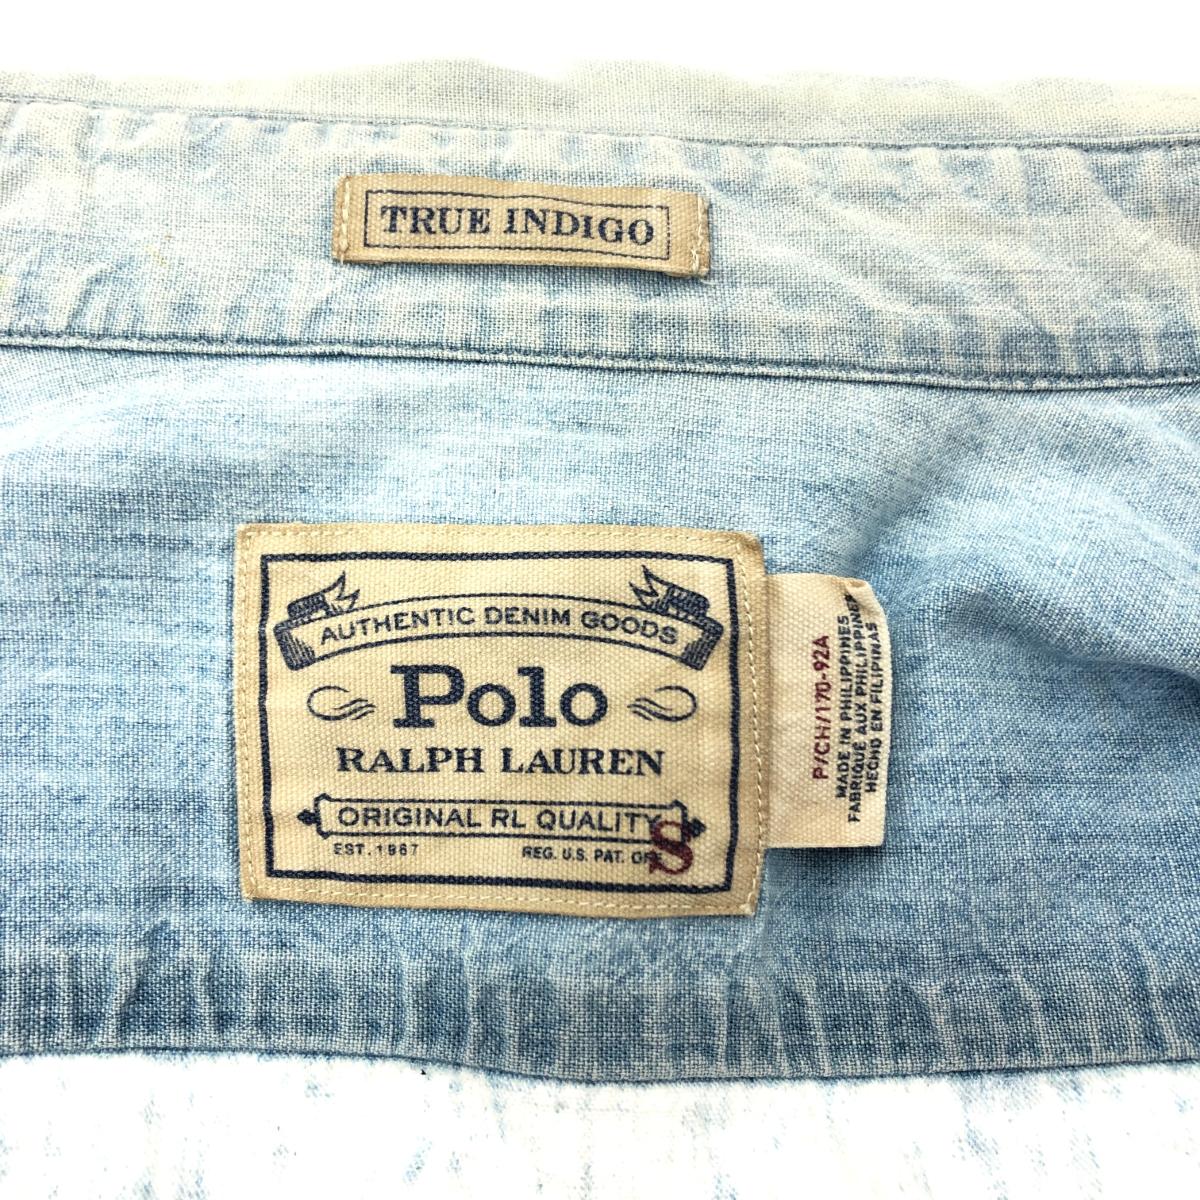 TRUE INDIGO
AUTHENTIC DENIM GOODS
Polo
RALPH LAUREN
ORIGINAL RL QUALITY
EST. 1967
REG. U.S. PAT. OFF
S
P/CH/170-92A
MADE IN PHILIPPINES
FABRIQUÉ AUX PHILIPPINES
HECHO EN FILIPINAS